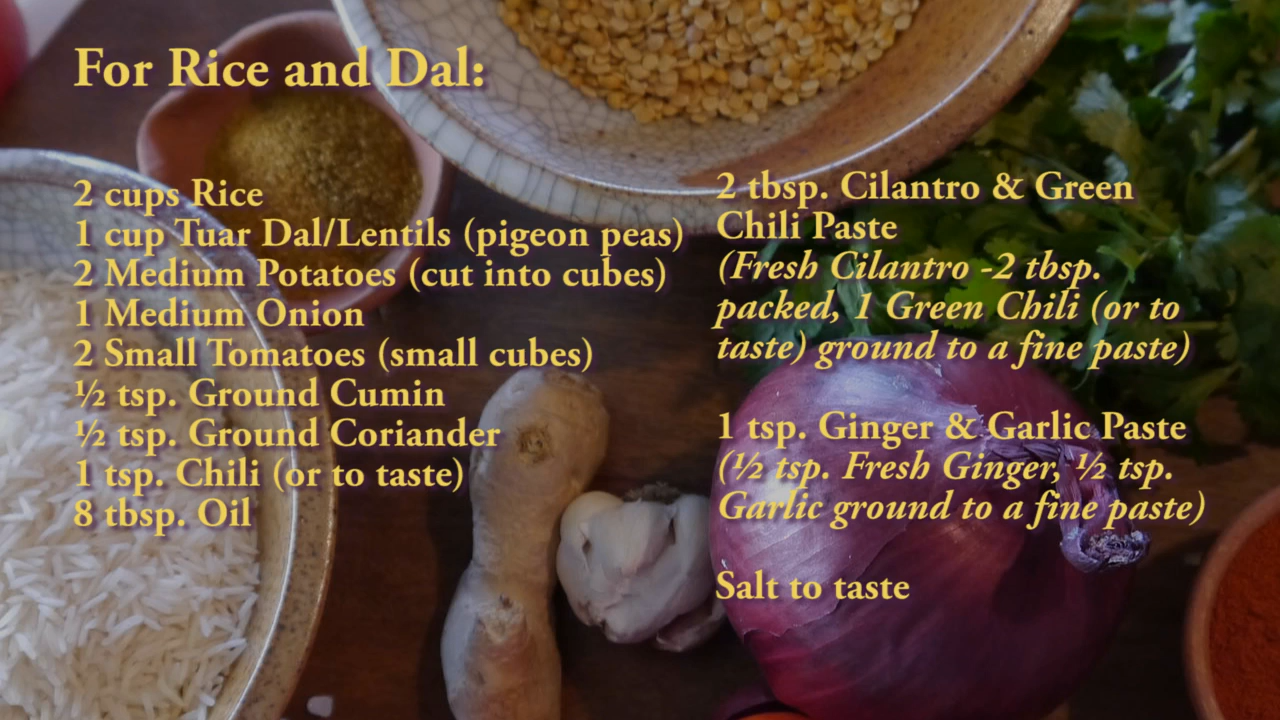 For Rice and Dal:
2 cups Rice
1 cup Tuar Dal/Lentils (pigeon peas)
2 Medium Potatoes (cut into cubes)
1 Medium Onion
2 Small Tomatoes (small cubes)
½ tsp. Ground Cumin
½ tsp. Ground Coriander
1 tsp. Chili (or to taste)
8 tbsp. Oil
2 tbsp. Cilantro & Green
Chili Paste
(Fresh Cilantro -2 tbsp.
packed, 1 Green Chili (or to
taste) ground to a fine paste)
1 tsp. Ginger & Garlic Paste
(½ tsp. Fresh Ginger, ½ tsp.
Garlic ground to a fine paste)
Salt to taste